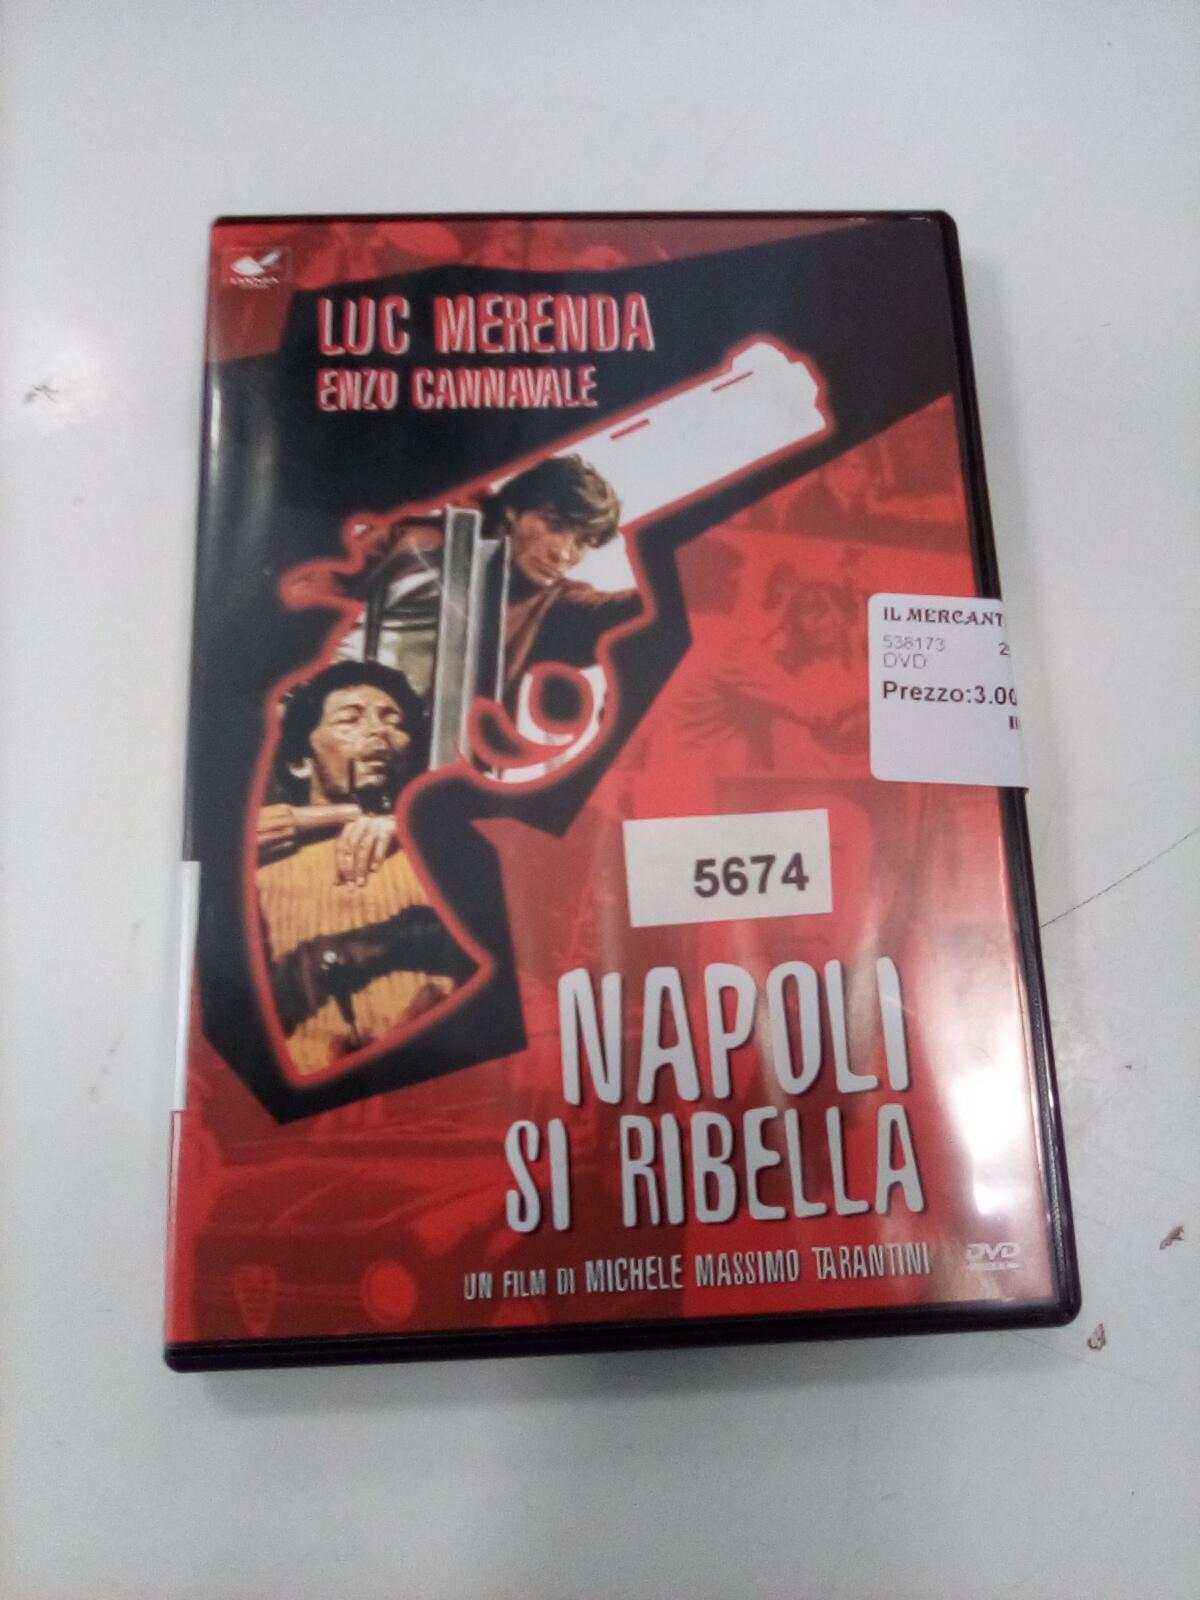 LUC MERENDA
ENZO CANNAVALE
IL MERCANT
538173
DVD
Prezzo:3.00
5674
NAPOLI
SI RIBELLA
UN FILM DI MICHELE MASSIMO TARANTINI
DVD